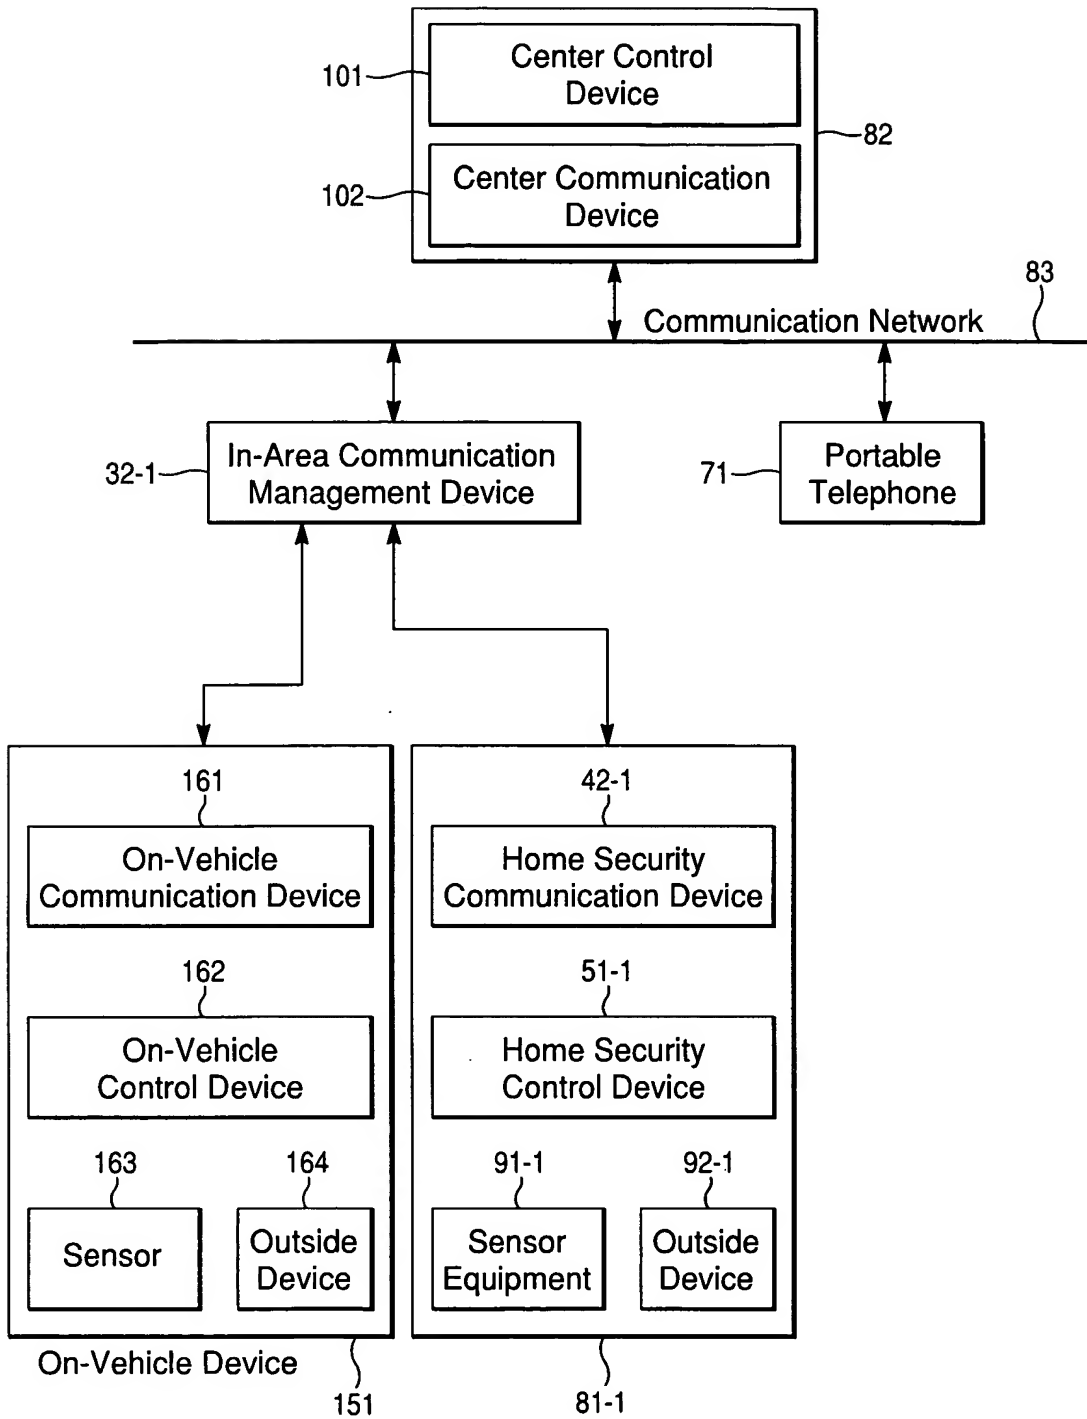 Center Control
Device
101
82
Center Communication
Device
102
83
Communication Network
In-Area Communication
Management Device
32-1
Portable
Telephone
71
161
On-Vehicle
Communication Device
162
On-Vehicle
Control Device
163
Sensor
164
Outside
Device
On-Vehicle Device
151
42-1
Home Security
Communication Device
51-1
Home Security
Control Device
91-1
Sensor
Equipment
92-1
Outside
Device
81-1